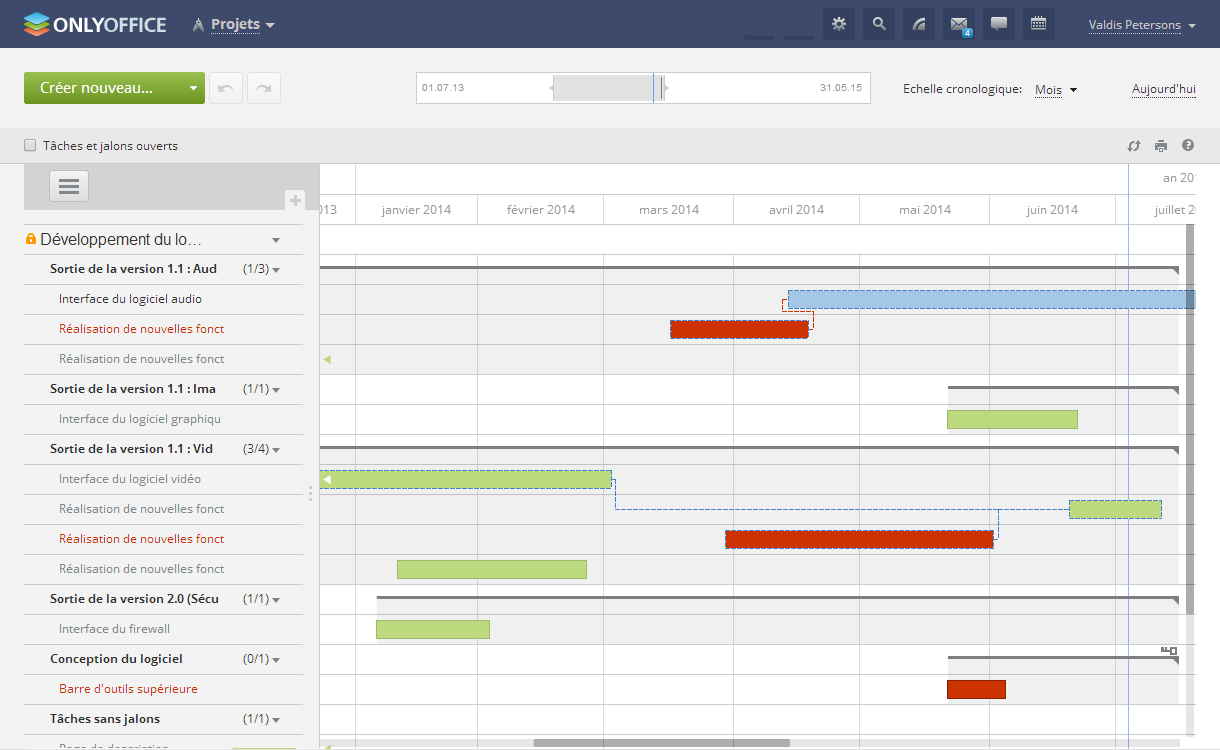 ONLYOFFICE Projets 4 Valdis Petersons
Créer nouveau... 01.07.13 31.05.15 Echelle cronologique: Mois Aujourd'hui
Tâches et jalons ouverts
an 20
013 janvier 2014 février 2014 mars 2014 avril 2014 mai 2014 juin 2014 juillet 2
Développement du lo...
Sortie de la version 1.1 : Aud (1/3)
Interface du logiciel audio
Réalisation de nouvelles fonct
Réalisation de nouvelles fonct
Sortie de la version 1.1 : Ima (1/1)
Interface du logiciel graphiqu
Sortie de la version 1.1 : Vid (3/4)
Interface du logiciel vidéo
Réalisation de nouvelles fonct
Réalisation de nouvelles fonct
Réalisation de nouvelles fonct
Sortie de la version 2.0 (Sécu (1/1)
Interface du firewall
Conception du logiciel (0/1)
Barre d'outils supérieure
Tâches sans jalons (1/1)
Page de description